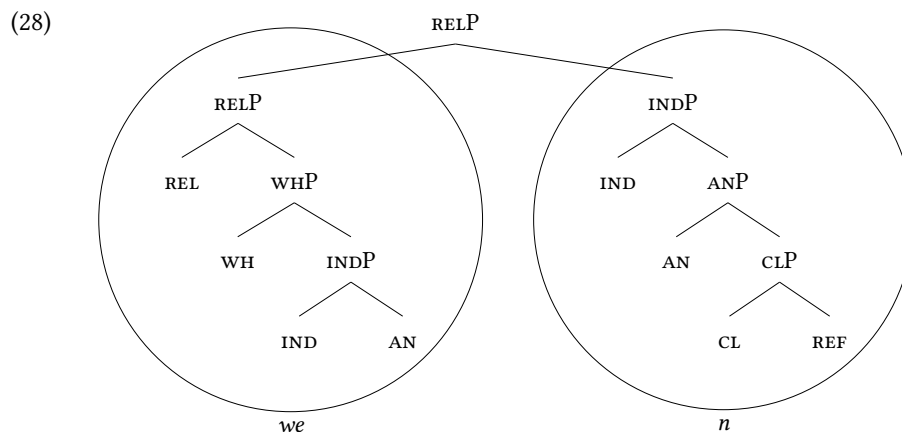 (28) RELP
RELP INDP
REL WHP IND ANP
WH INDP AN CLP
IND AN CL REF
we n